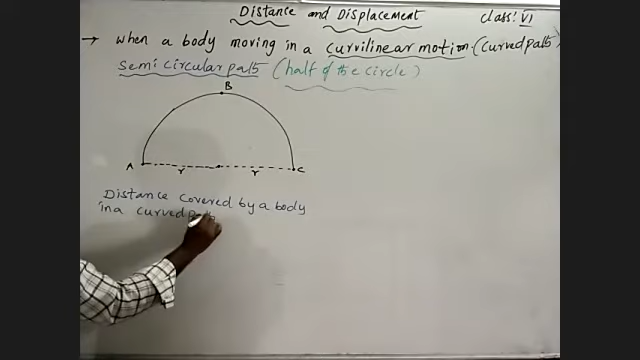 Distance and Displacement
Class: VI
→ When a body moving in a curvilinear motion. (curved path)
semi circular path (half of the circle)
B
A r r C
Distance covered by a body
in a curved path